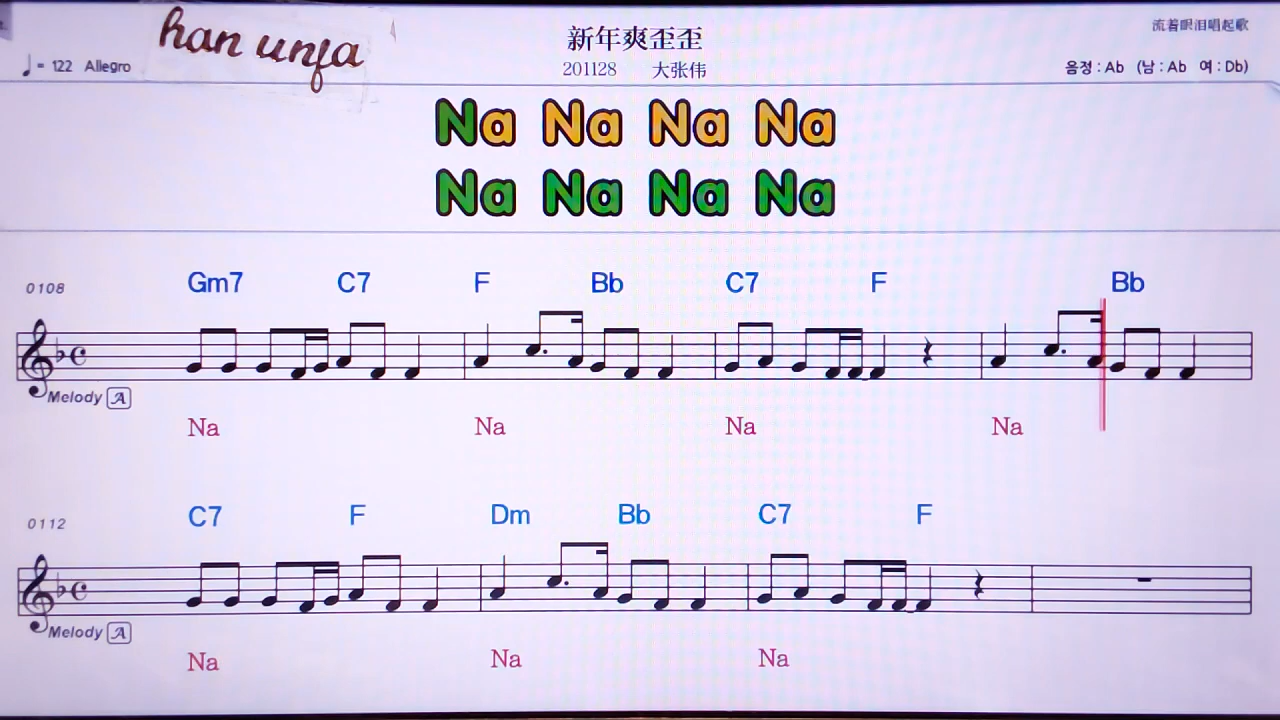 han unja
新年爽歪歪
流着眼泪唱起歌
♩= 122 Allegro
201128 大张伟
음정 : Ab (남 : Ab 여 : Db)
Na Na Na Na
Na Na Na Na
0108 Gm7 C7 F Bb C7 F Bb
Melody A
Na Na Na Na
0112 C7 F Dm Bb C7 F
Melody A
Na Na Na